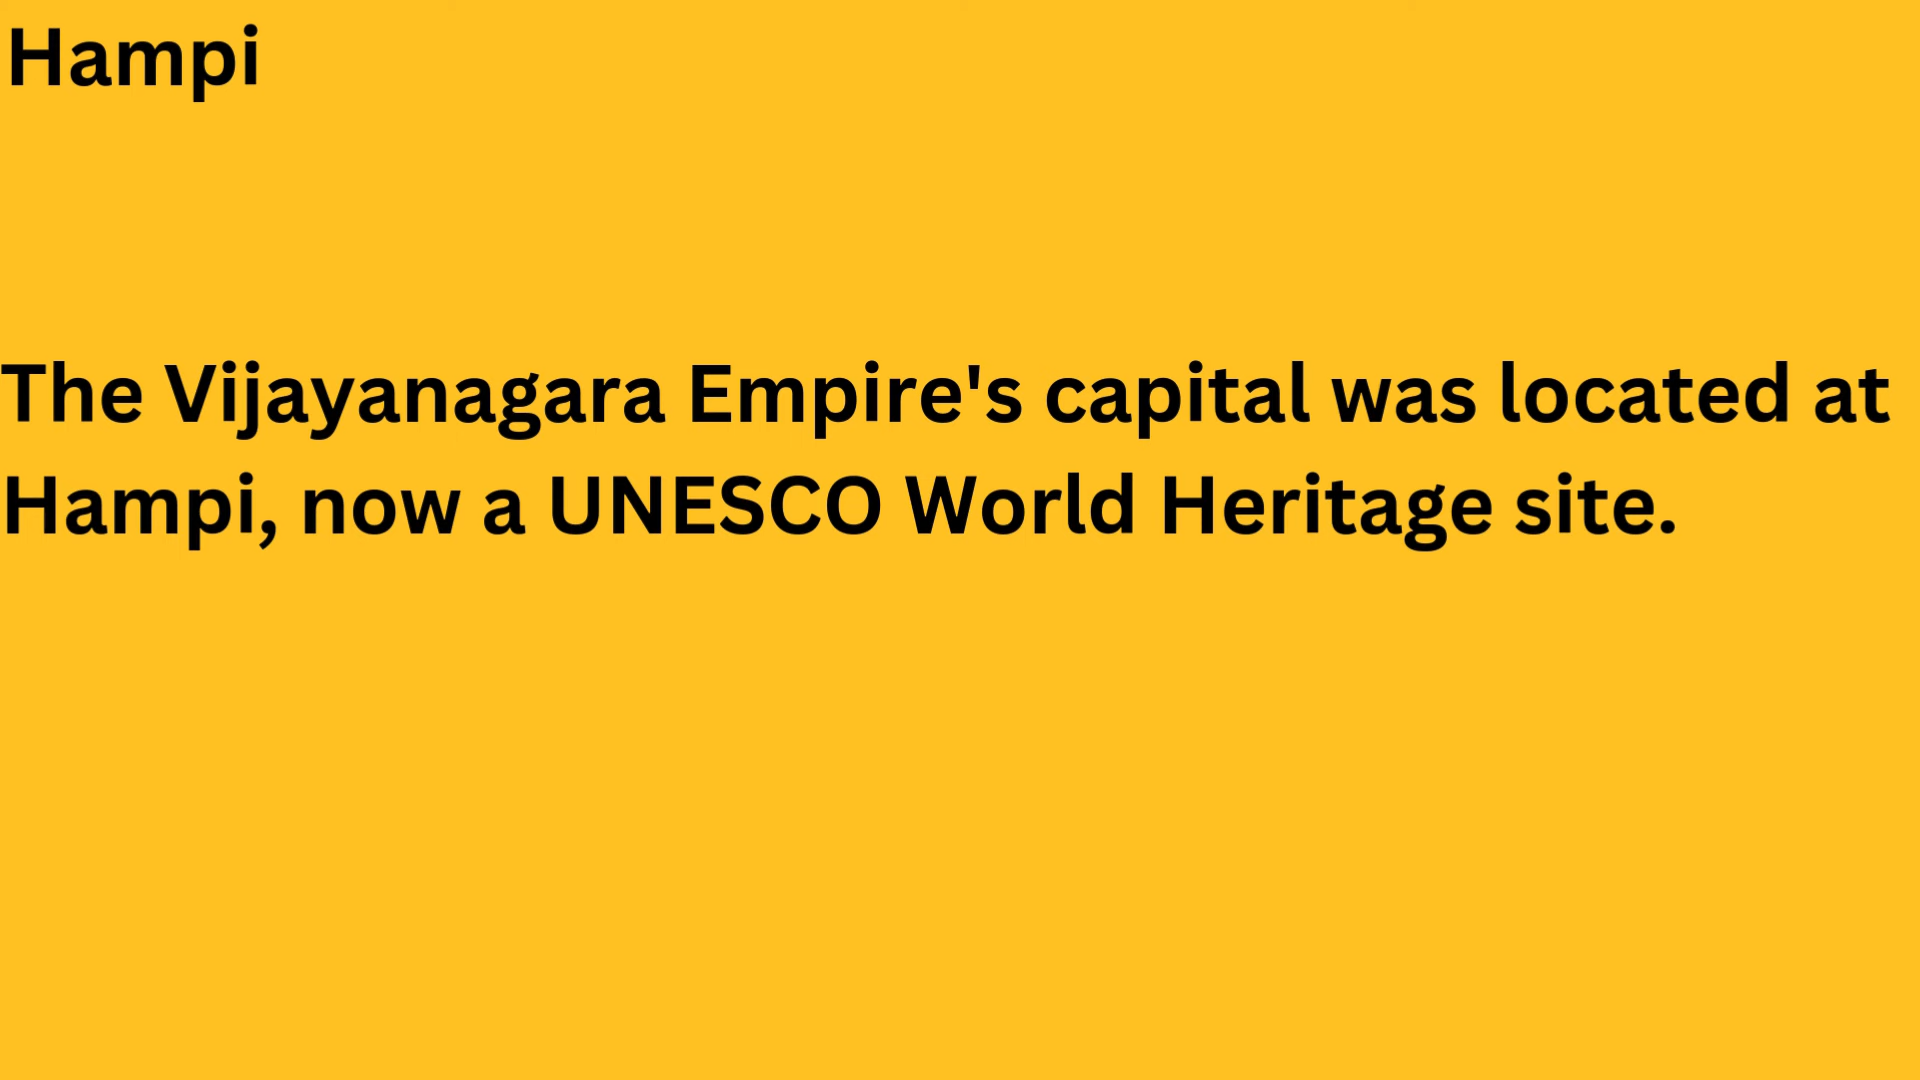 Hampi
The Vijayanagara Empire's capital was located at
Hampi, now a UNESCO World Heritage site.